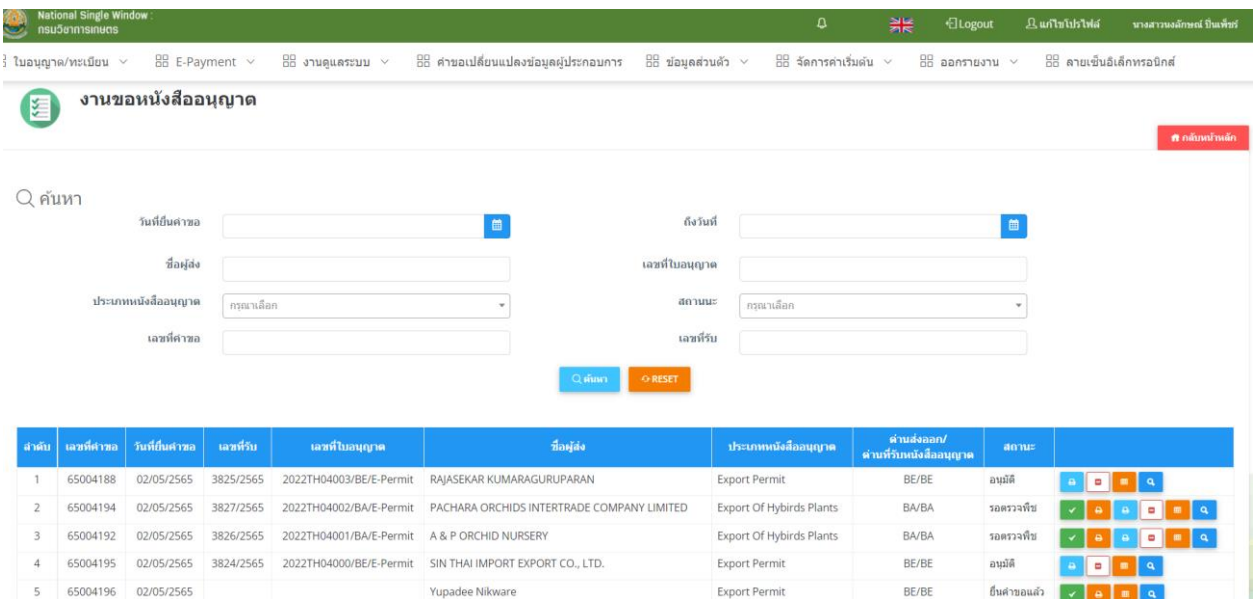 National Single Window :
กรมวิชาการเกษตร
Logout
แก้ไขโปรไฟล์
นางสาวนงลักษณ์ ปิ่นเพ็ชร์
ใบอนุญาต/ทะเบียน
E-Payment
งานดูแลระบบ
คำขอเปลี่ยนแปลงข้อมูลผู้ประกอบการ
ข้อมูลส่วนตัว
จัดการค่าเริ่มต้น
ออกรายงาน
ลายเซ็นอิเล็กทรอนิกส์
งานขอหนังสืออนุญาต
กลับหน้าหลัก
ค้นหา
วันที่ยื่นคำขอ
ถึงวันที่
ชื่อผู้ส่ง
เลขที่ใบอนุญาต
ประเภทหนังสืออนุญาต กรุณาเลือก
สถานนะ กรุณาเลือก
เลขที่คำขอ
เลขที่รับ
ค้นหา RESET
ลำดับ เลขที่คำขอ วันที่ยื่นคำขอ เลขที่รับ เลขที่ใบอนุญาต ชื่อผู้ส่ง ประเภทหนังสืออนุญาต ด่านส่งออก/ สถานะ
ด่านที่รับหนังสืออนุญาต
1 65004188 02/05/2565 3825/2565 2022TH04003/BE/E-Permit RAJASEKAR KUMARAGURUPARAN Export Permit BE/BE อนุมัติ
2 65004194 02/05/2565 3827/2565 2022TH04002/BA/E-Permit PACHARA ORCHIDS INTERTRADE COMPANY LIMITED Export Of Hybirds Plants BA/BA รอตรวจพืช
3 65004192 02/05/2565 3826/2565 2022TH04001/BA/E-Permit A & P ORCHID NURSERY Export Of Hybirds Plants BA/BA รอตรวจพืช
4 65004195 02/05/2565 3824/2565 2022TH04000/BE/E-Permit SIN THAI IMPORT EXPORT CO., LTD. Export Permit BE/BE อนุมัติ
5 65004196 02/05/2565 Yupadee Nikware Export Permit BE/BE ยื่นคำขอแล้ว